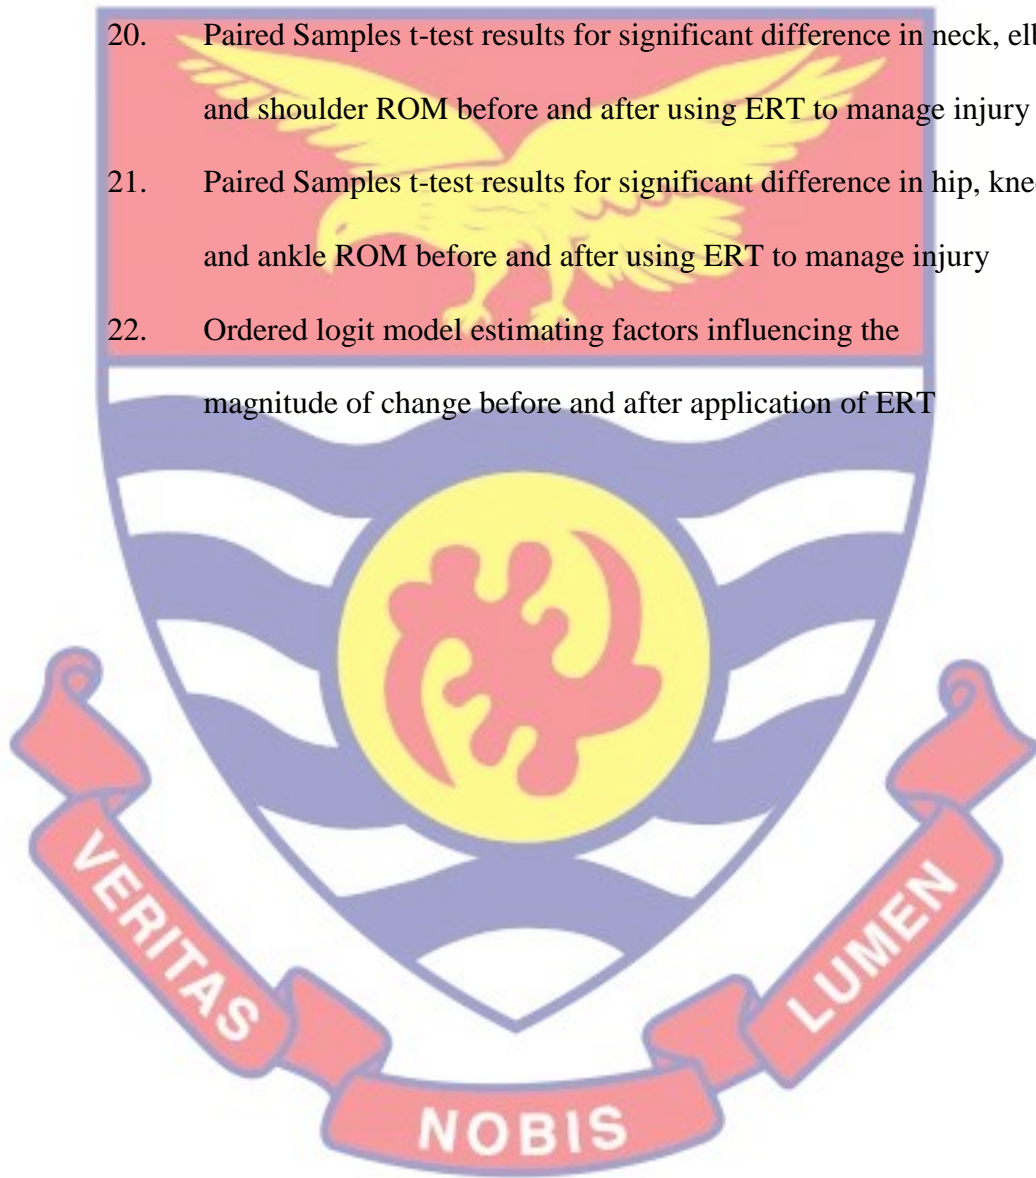 20. Paired Samples t-test results for significant difference in neck,
and shoulder ROM before and after using ERT to manage injury
21. Paired Samples t-test results for significant difference in hip,
and ankle ROM before and after using ERT to manage injury
22. Ordered logit model estimating factors influencing the
magnitude of change before and after application of ERT
VERITAS
NOBIS
LUMEN